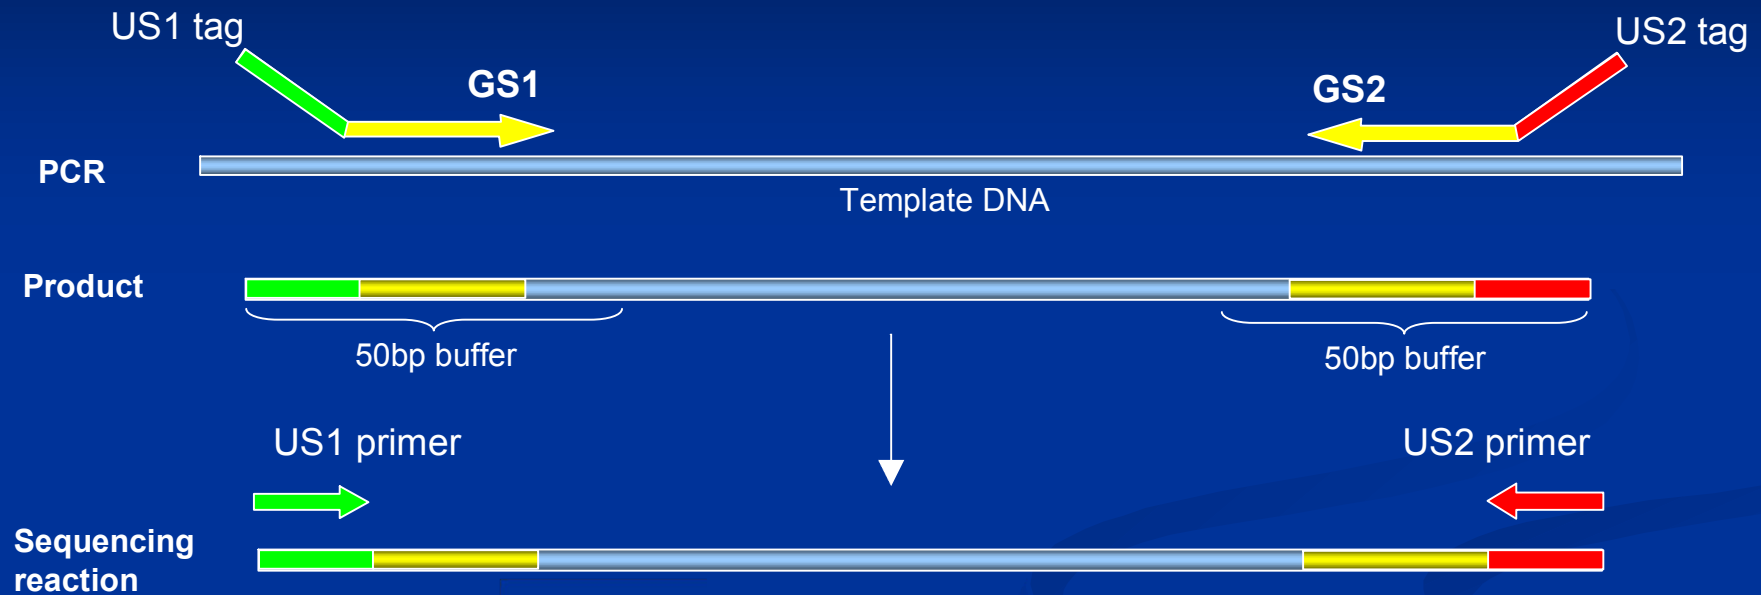 US1 tag
US2 tag
GS1
GS2
PCR
Template DNA
Product
50bp buffer
50bp buffer
US1 primer
US2 primer
Sequencing
reaction